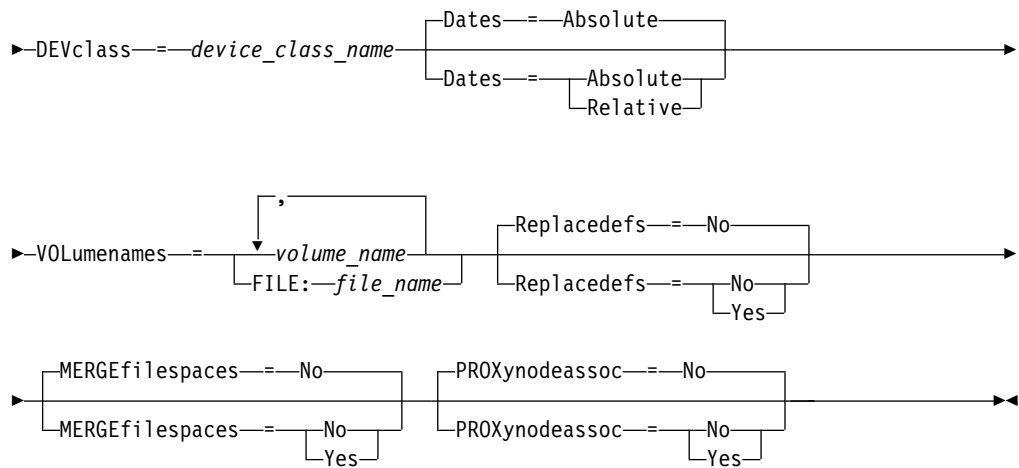 Dates = Absolute
DEVclass = device_class_name
Dates = Absolute
Relative
,
VOLumenames = volume_name
FILE: file_name
Replacedefs = No
Replacedefs = No
Yes
MERGEfilespaces = No
MERGEfilespaces = No
Yes
PROXynodeassoc = No
PROXynodeassoc = No
Yes